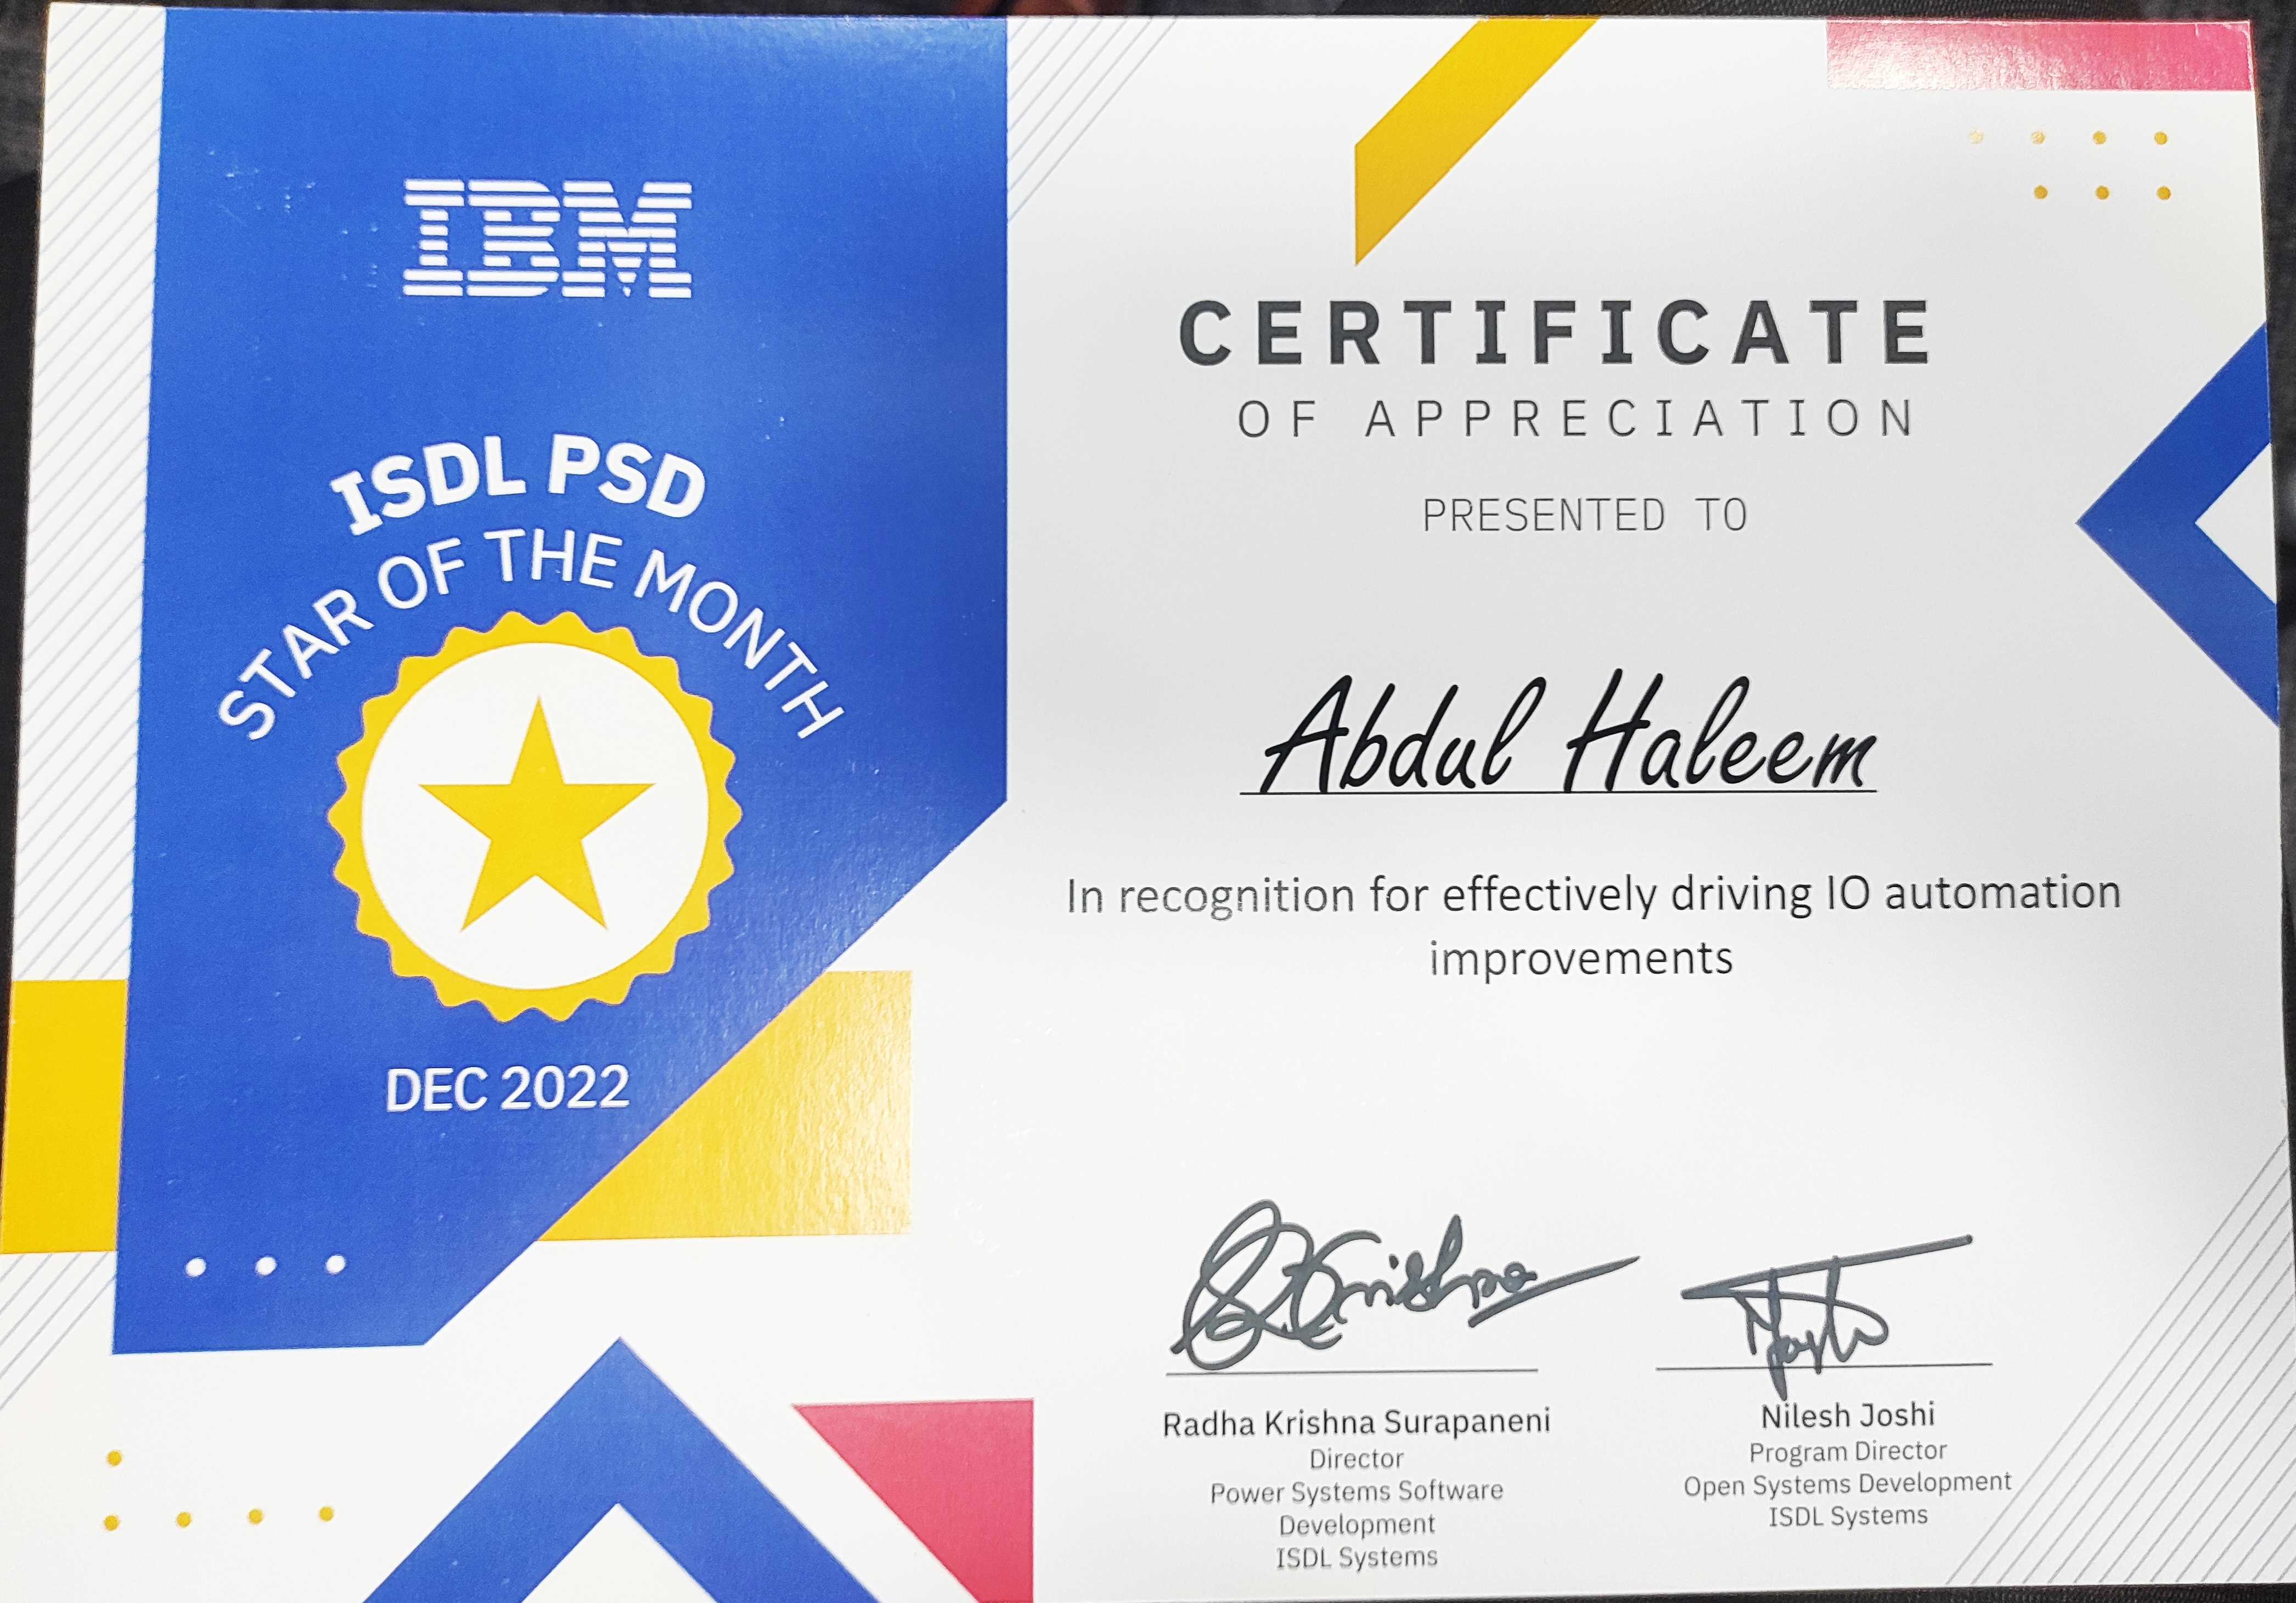 IBM
ISDL PSD
STAR OF THE MONTH
DEC 2022
CERTIFICATE
OF APPRECIATION
PRESENTED TO
Abdul Haleem
In recognition for effectively driving IO automation
improvements
Radha Krishna Surapaneni
Director
Power Systems Software
Development
ISDL Systems
Nilesh Joshi
Program Director
Open Systems Development
ISDL Systems